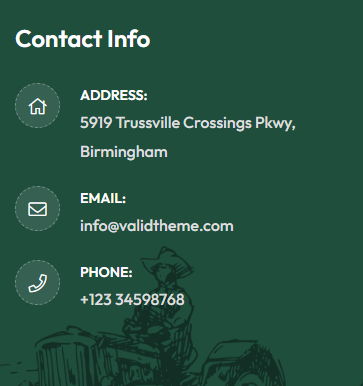 Contact Info
ADDRESS:
5919 Trussville Crossings Pkwy,
Birmingham
EMAIL:
info@validtheme.com
PHONE:
+123 34598768